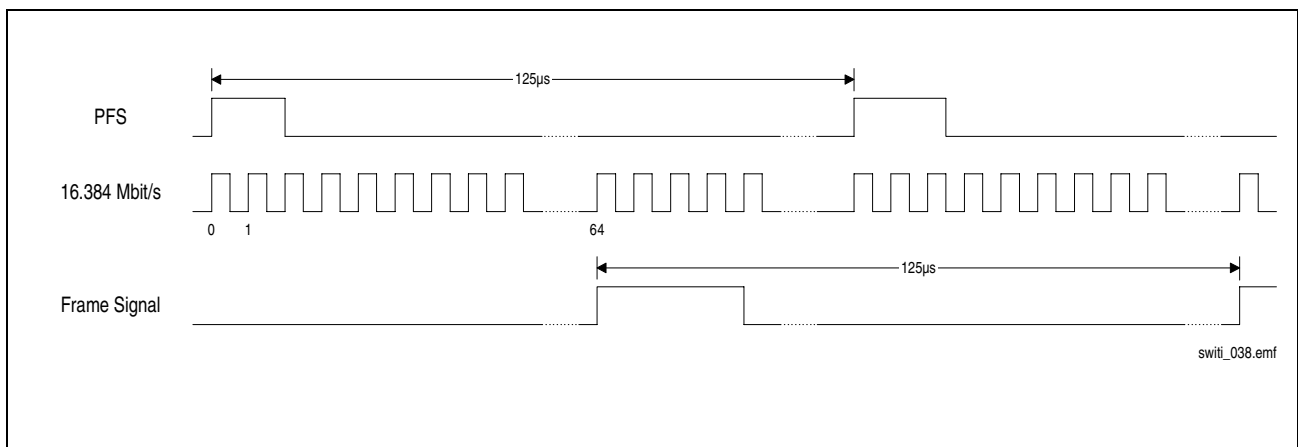 125µs
PFS
16.384 Mbit/s
0 1 64
125µs
Frame Signal
switi_038.emf